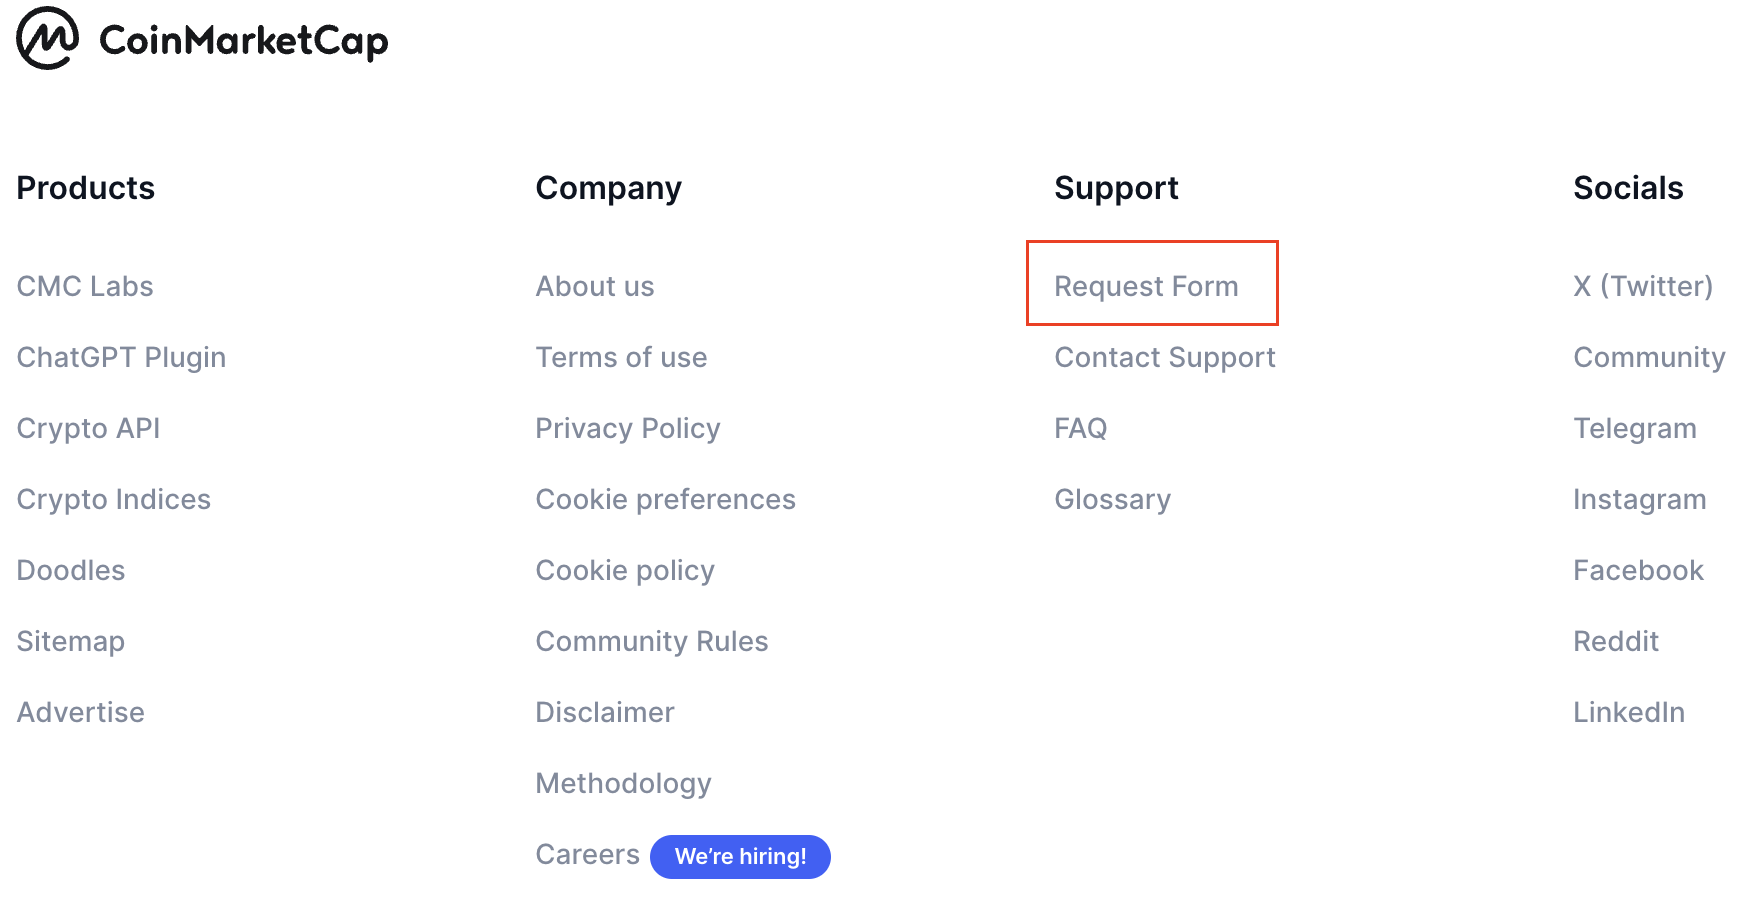 CoinMarketCap
Products
CMC Labs
ChatGPT Plugin
Crypto API
Crypto Indices
Doodles
Sitemap
Advertise
Company
About us
Terms of use
Privacy Policy
Cookie preferences
Cookie policy
Community Rules
Disclaimer
Methodology
Careers We’re hiring!
Support
Request Form
Contact Support
FAQ
Glossary
Socials
X (Twitter)
Community
Telegram
Instagram
Facebook
Reddit
LinkedIn